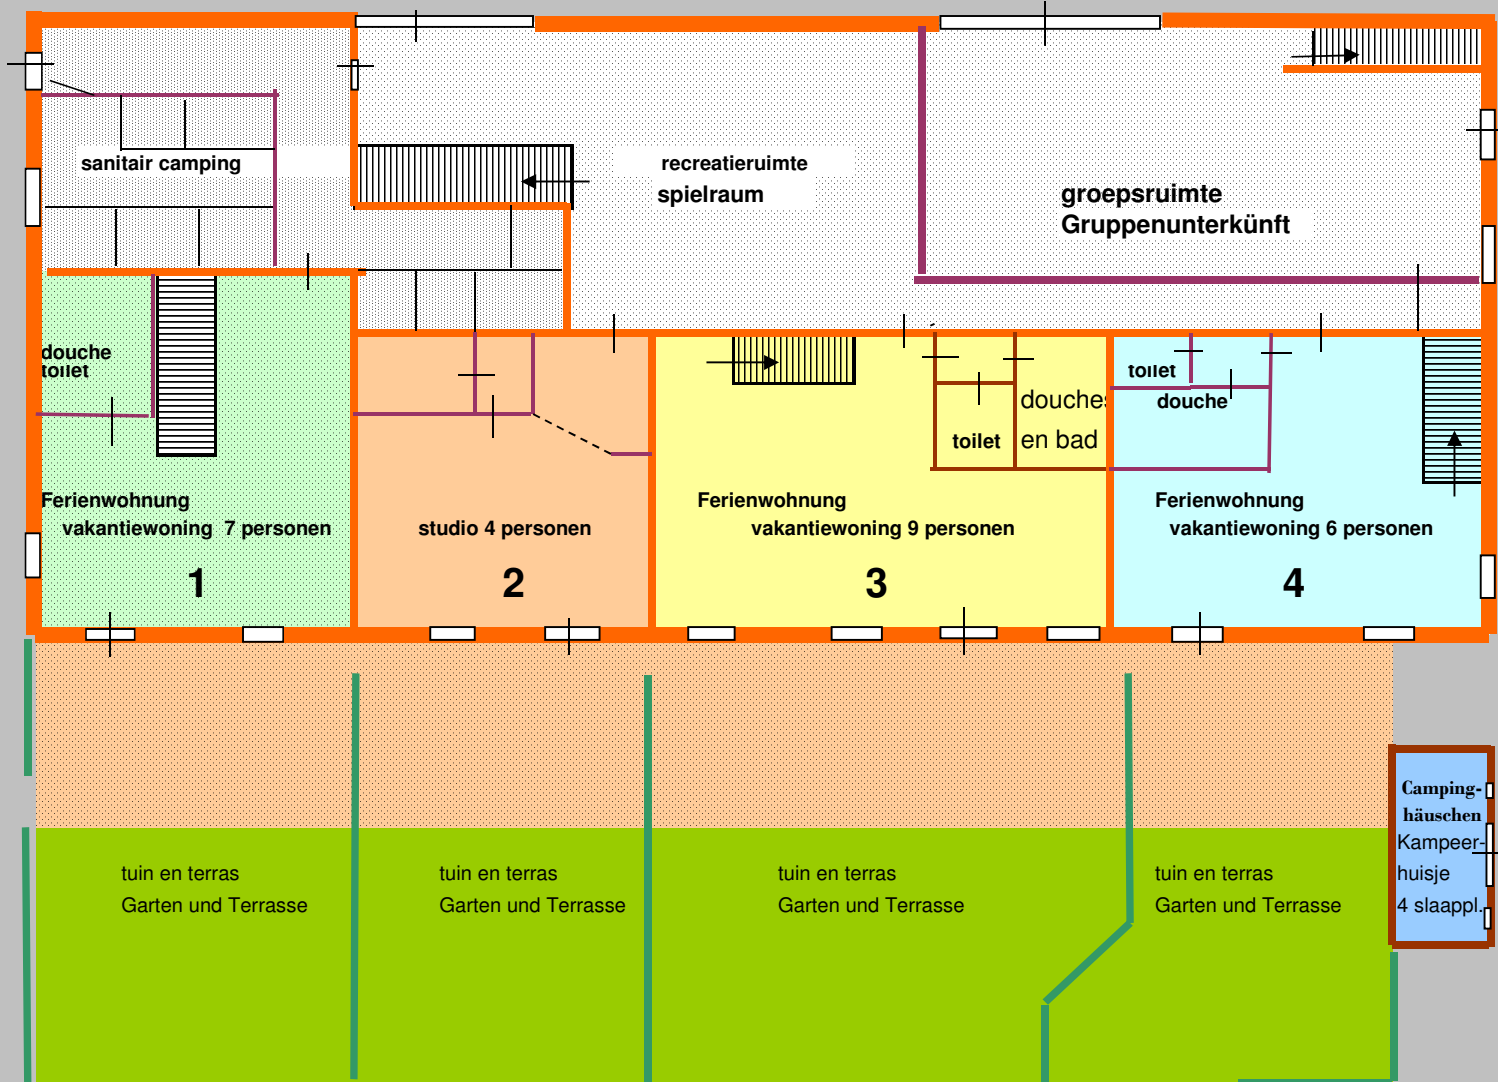 sanitair camping
recreatieruimte
spielraum
groepsruimte
Gruppenunterkünft
douche
toilet
toilet
douche
douches
toilet
en bad
Ferienwohnung
vakantiewoning 7 personen
1
studio 4 personen
2
Ferienwohnung
vakantiewoning 9 personen
3
Ferienwohnung
vakantiewoning 6 personen
4
Camping-
häuschen
Kampeer-
huisje
4 slaappl.
tuin en terras
Garten und Terrasse
tuin en terras
Garten und Terrasse
tuin en terras
Garten und Terrasse
tuin en terras
Garten und Terrasse